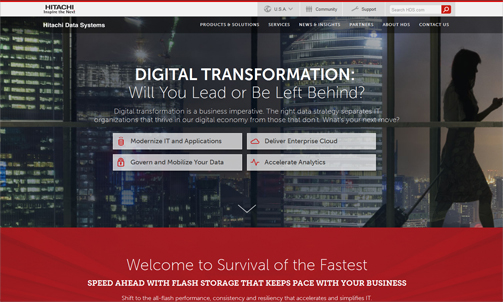 HITACHI
Inspire the Next
U.S.A
Community
Support
Search HDS.com
Hitachi Data Systems
PRODUCTS & SOLUTIONS
SERVICES
NEWS & INSIGHTS
PARTNERS
ABOUT HDS
CONTACT US
DIGITAL TRANSFORMATION:
Will You Lead or Be Left Behind?
Digital transformation is a business imperative. The right data strategy separates IT
organizations that thrive in our digital economy from those that don't. What's your next move?
Modernize IT and Applications
Deliver Enterprise Cloud
Govern and Mobilize Your Data
Accelerate Analytics
Welcome to Survival of the Fastest
SPEED AHEAD WITH FLASH STORAGE THAT KEEPS PACE WITH YOUR BUSINESS
Shift to the all-flash performance, consistency and resiliency that accelerates and simplifies IT